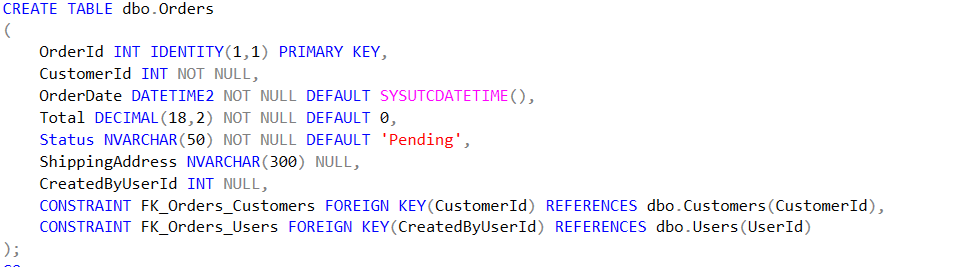 CREATE TABLE dbo.Orders
(
    OrderId INT IDENTITY(1,1) PRIMARY KEY,
    CustomerId INT NOT NULL,
    OrderDate DATETIME2 NOT NULL DEFAULT SYSUTCDATETIME(),
    Total DECIMAL(18,2) NOT NULL DEFAULT 0,
    Status NVARCHAR(50) NOT NULL DEFAULT 'Pending',
    ShippingAddress NVARCHAR(300) NULL,
    CreatedByUserId INT NULL,
    CONSTRAINT FK_Orders_Customers FOREIGN KEY(CustomerId) REFERENCES dbo.Customers(CustomerId),
    CONSTRAINT FK_Orders_Users FOREIGN KEY(CreatedByUserId) REFERENCES dbo.Users(UserId)
);